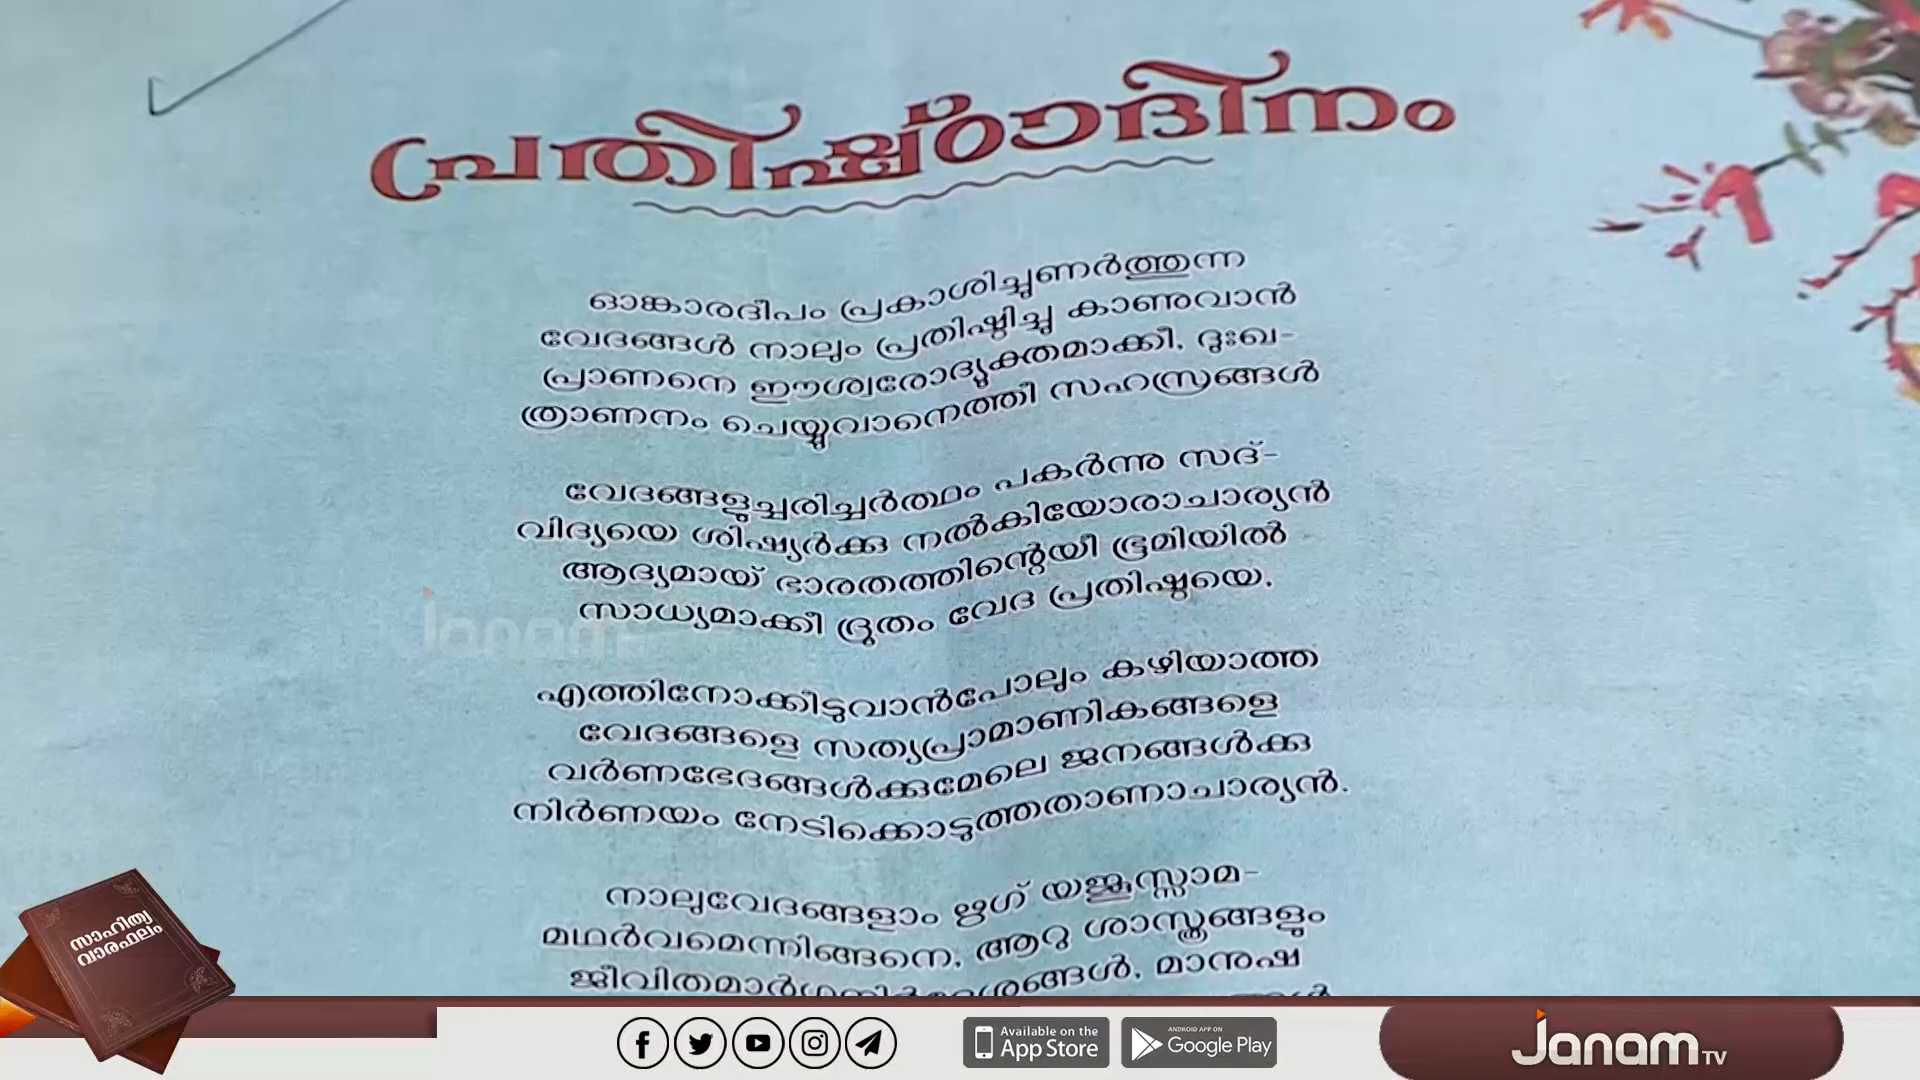 പ്രതിഷ്ഠാദിനം
ഓങ്കാരദീപം പ്രകാശിച്ചുണർത്തുന്ന
വേദങ്ങൾ നാലും പ്രതിഷ്ഠിച്ചു കാണുവാൻ
പ്രാണനെ ഈശ്വരോദ്യുക്തമാക്കീ, ദുഃഖ-
ത്രാണനം ചെയ്യുവാനെത്തീ സഹസ്രങ്ങൾ
വേദങ്ങളുച്ചരിച്ചർത്ഥം പകർന്നു സദ്-
വിദ്യയെ ശിഷ്യർക്കു നൽകിയോരാചാര്യൻ
ആദ്യമായ് ഭാരതത്തിന്റെയീ ഭൂമിയിൽ
സാധ്യമാക്കീ ദ്രുതം വേദ പ്രതിഷ്ഠയെ.
എത്തിനോക്കീടുവാൻപോലും കഴിയാത്ത
വേദങ്ങളെ സത്യപ്രാമാണികങ്ങളെ
വർണഭേദങ്ങൾക്കുമേലെ ജനങ്ങൾക്കു
നിർണയം നേടിക്കൊടുത്തതാണാചാര്യൻ.
നാലുവേദങ്ങളാം ഋഗ് യജുസ്സാമ-
മഥർവമെന്നിങ്ങനെ, ആറു ശാസ്ത്രങ്ങളും
മാനുഷ
Janam
സാഹിത്യ
വാരഫലം
Available on the
App Store
ANDROID APP ON
Google Play
Janam TV